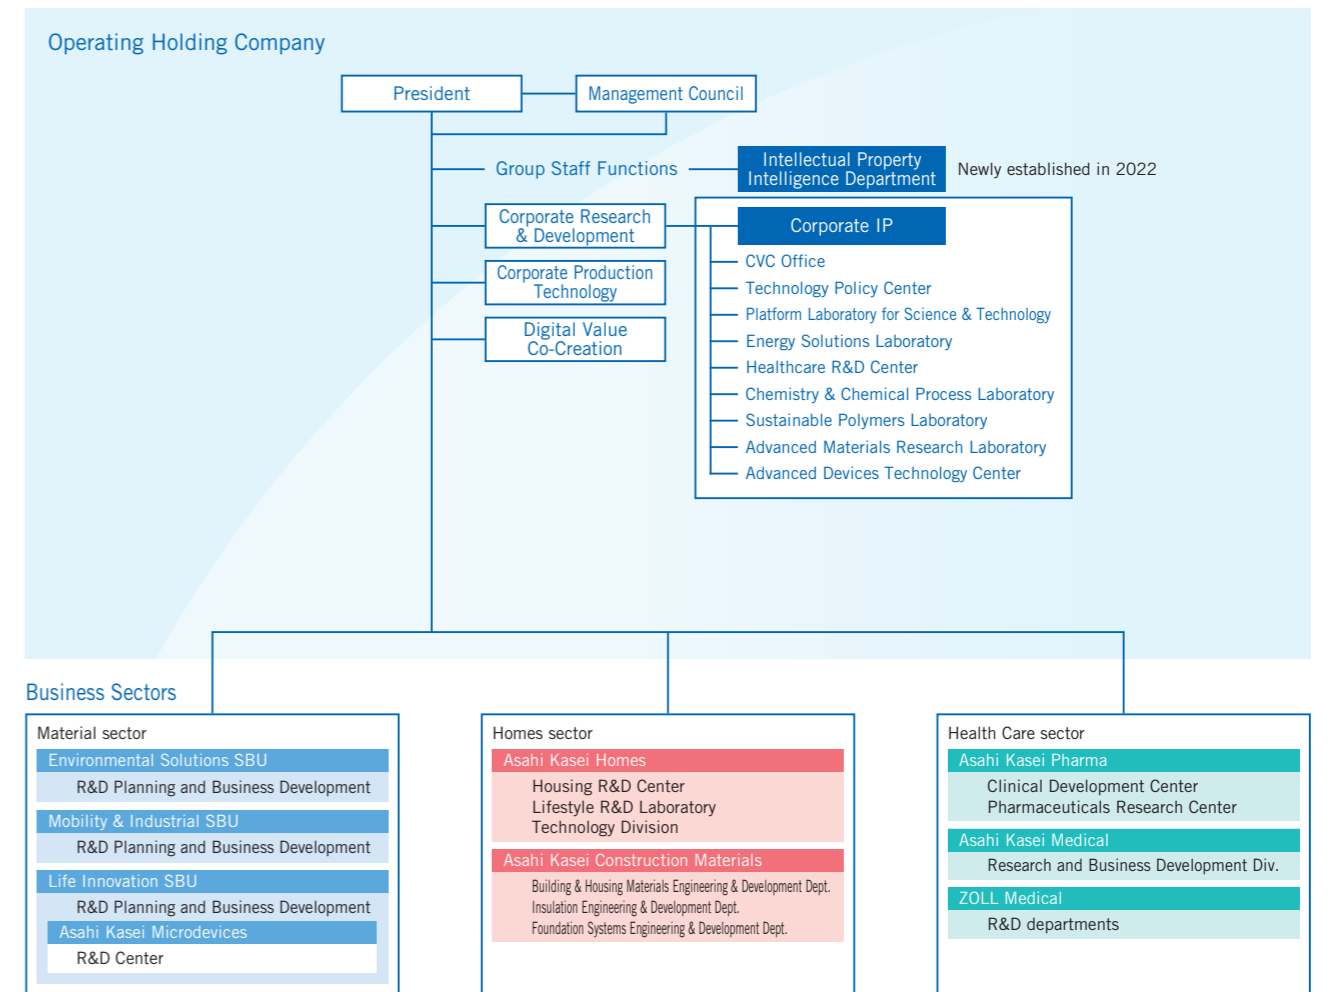 Operating Holding Company
President
Management Council
Group Staff Functions
Intellectual Property
Intelligence Department
Newly established in 2022
Corporate Research
& Development
Corporate IP
CVC Office
Technology Policy Center
Platform Laboratory for Science & Technology
Energy Solutions Laboratory
Healthcare R&D Center
Chemistry & Chemical Process Laboratory
Sustainable Polymers Laboratory
Advanced Materials Research Laboratory
Advanced Devices Technology Center
Corporate Production
Technology
Digital Value
Co-Creation
Business Sectors
Material sector
Environmental Solutions SBU
R&D Planning and Business Development
Mobility & Industrial SBU
R&D Planning and Business Development
Life Innovation SBU
R&D Planning and Business Development
Asahi Kasei Microdevices
R&D Center
Homes sector
Asahi Kasei Homes
Housing R&D Center
Lifestyle R&D Laboratory
Technology Division
Asahi Kasei Construction Materials
Building & Housing Materials Engineering & Development Dept.
Insulation Engineering & Development Dept.
Foundation Systems Engineering & Development Dept.
Health Care sector
Asahi Kasei Pharma
Clinical Development Center
Pharmaceuticals Research Center
Asahi Kasei Medical
Research and Business Development Div.
ZOLL Medical
R&D departments